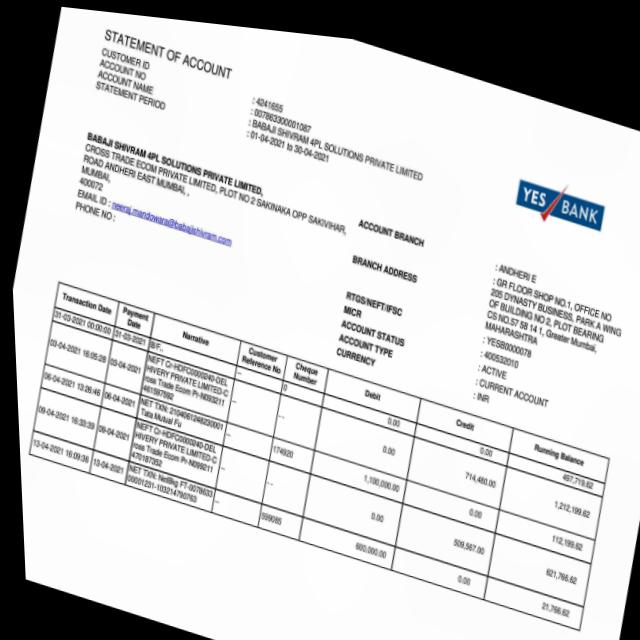 STATEMENT OF ACCOUNT
CUSTOMER ID : 4241655
ACCOUNT NO : 007863300001087
ACCOUNT NAME : BABAJI SHIVRAM 4PL SOLUTIONS PRIVATE LIMITED
STATEMENT PERIOD : 01-04-2021 to 30-04-2021
YES BANK
BABAJI SHIVRAM 4PL SOLUTIONS PRIVATE LIMITED,
CROSS TRADE ECOM PRIVATE LIMITED, PLOT NO 2 SAKINAKA OPP SAKIVIHAR,
ROAD ANDHERI EAST MUMBAI, ,
MUMBAI,
400072
EMAIL ID : neeraj.mandowara@babajishivram.com
PHONE NO :
ACCOUNT BRANCH : ANDHERI E
BRANCH ADDRESS : GR FLOOR SHOP NO.1, OFFICE NO
205 DYNASTY BUSINESS, PARK A WING
OF BUILDING NO 2, PLOT BEARING
CS NO.57 58 14 1, Greater Mumbai,
MAHARASHTRA
RTGS/NEFT/IFSC : YESB0000078
MICR : 400532010
ACCOUNT STATUS : ACTIVE
ACCOUNT TYPE : CURRENT ACCOUNT
CURRENCY : INR
Transaction Date Payment Date Narrative Customer Reference No Cheque Number Debit Credit Running Balance
31-03-2021 00:00:00 31-03-2021 B/F.. -- 0 0.00 0.00 497,719.62
03-04-2021 16:05:28 03-04-2021 NEFT Cr-HDFC0000240-DEL
HIVERY PRIVATE LIMITED-C
ross Trade Ecom Pr-N093211
461597592 -- -- 0.00 714,480.00 1,212,199.62
06-04-2021 13:26:46 06-04-2021 NET TXN: 2104061248230001
Tata Mutual Fu -- 174920 1,100,000.00 0.00 112,199.62
09-04-2021 16:33:39 09-04-2021 NEFT Cr-HDFC0000240-DEL
HIVERY PRIVATE LIMITED-C
ross Trade Ecom Pr-N099211
470197352 -- -- 0.00 509,567.00 621,766.62
13-04-2021 16:09:36 13-04-2021 NET TXN: NetBkg FT-0078633
00001231-103214790763 -- 599085 600,000.00 0.00 21,766.62